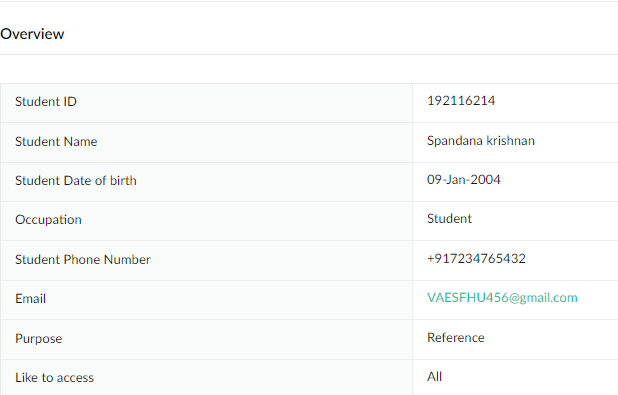 Overview
Student ID 192116214
Student Name Spandana krishnan
Student Date of birth 09-Jan-2004
Occupation Student
Student Phone Number +917234765432
Email VAESFHU456@gmail.com
Purpose Reference
Like to access All